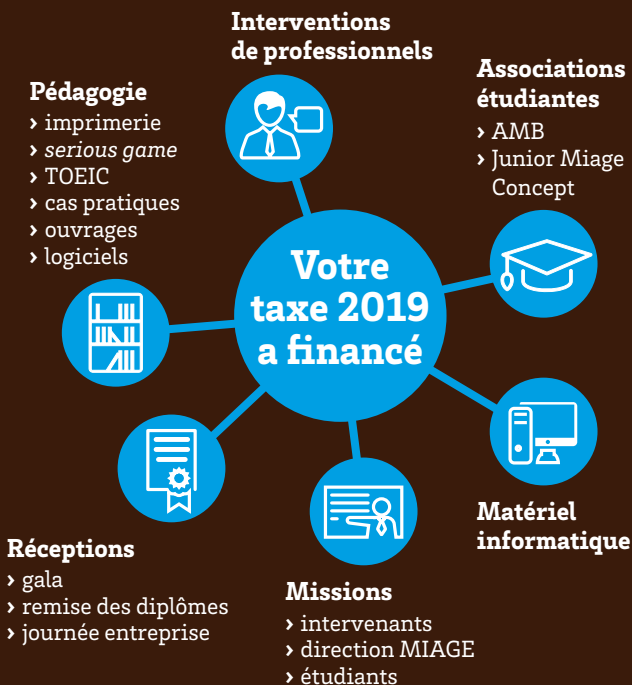 Interventions
de professionnels
Pédagogie
› imprimerie
› serious game
› TOEIC
› cas pratiques
› ouvrages
› logiciels
Associations
étudiantes
› AMB
› Junior Miage
Concept
Votre
taxe 2019
a financé
Réceptions
› gala
› remise des diplômes
› journée entreprise
Missions
› intervenants
› direction MIAGE
› étudiants
Matériel
informatique